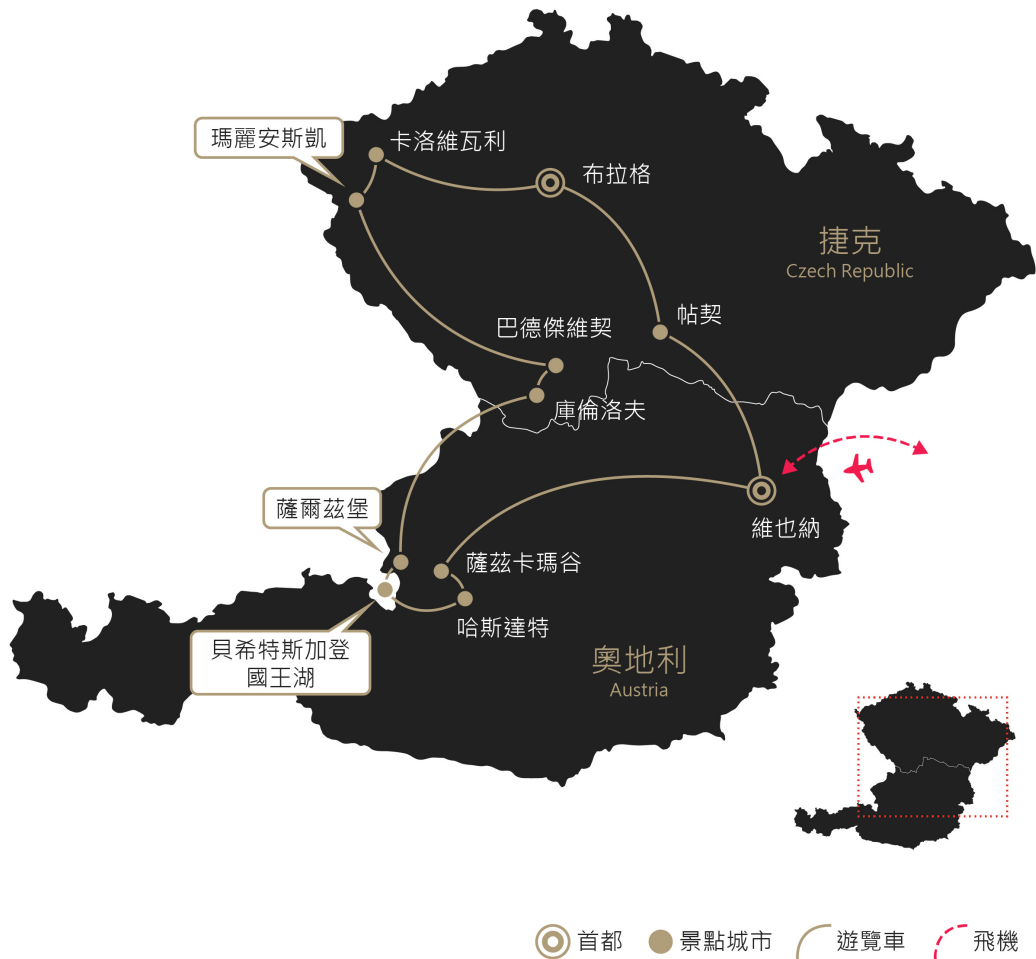 瑪麗安斯凱
卡洛維瓦利
布拉格
捷克
Czech Republic
帖契
巴德傑維契
庫倫洛夫
薩爾茲堡
維也納
薩茲卡瑪谷
哈斯達特
貝希特斯加登
國王湖
奧地利
Austria
首都
景點城市
遊覽車
飛機